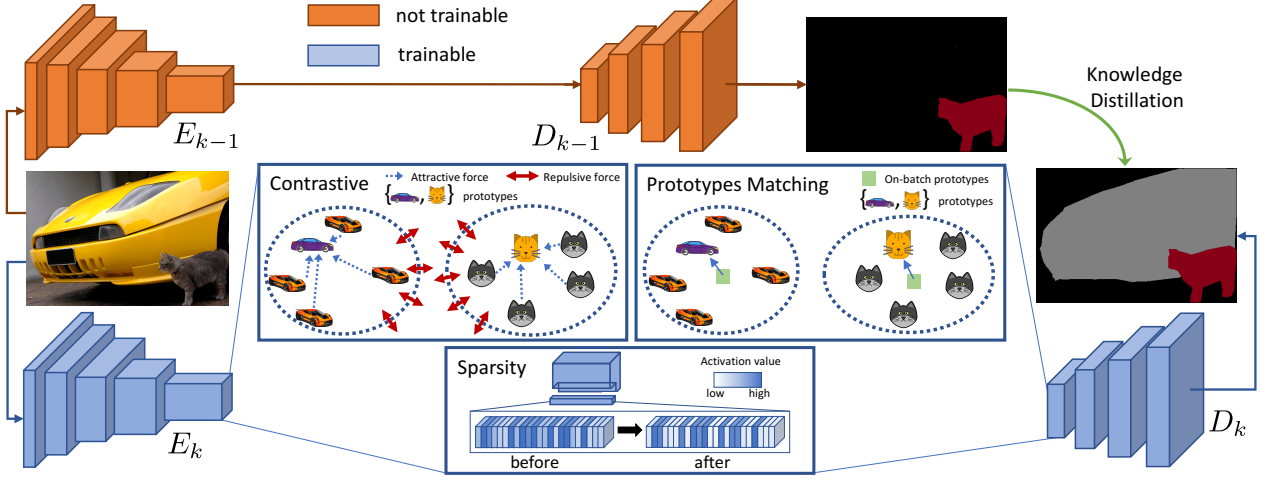 not trainable
trainable
E_{k-1}
D_{k-1}
Knowledge
Distillation
Contrastive
Attractive force
Repulsive force
{ , } prototypes
Prototypes Matching
On-batch prototypes
{ , } prototypes
Sparsity
Activation value
low high
before after
E_k
D_k